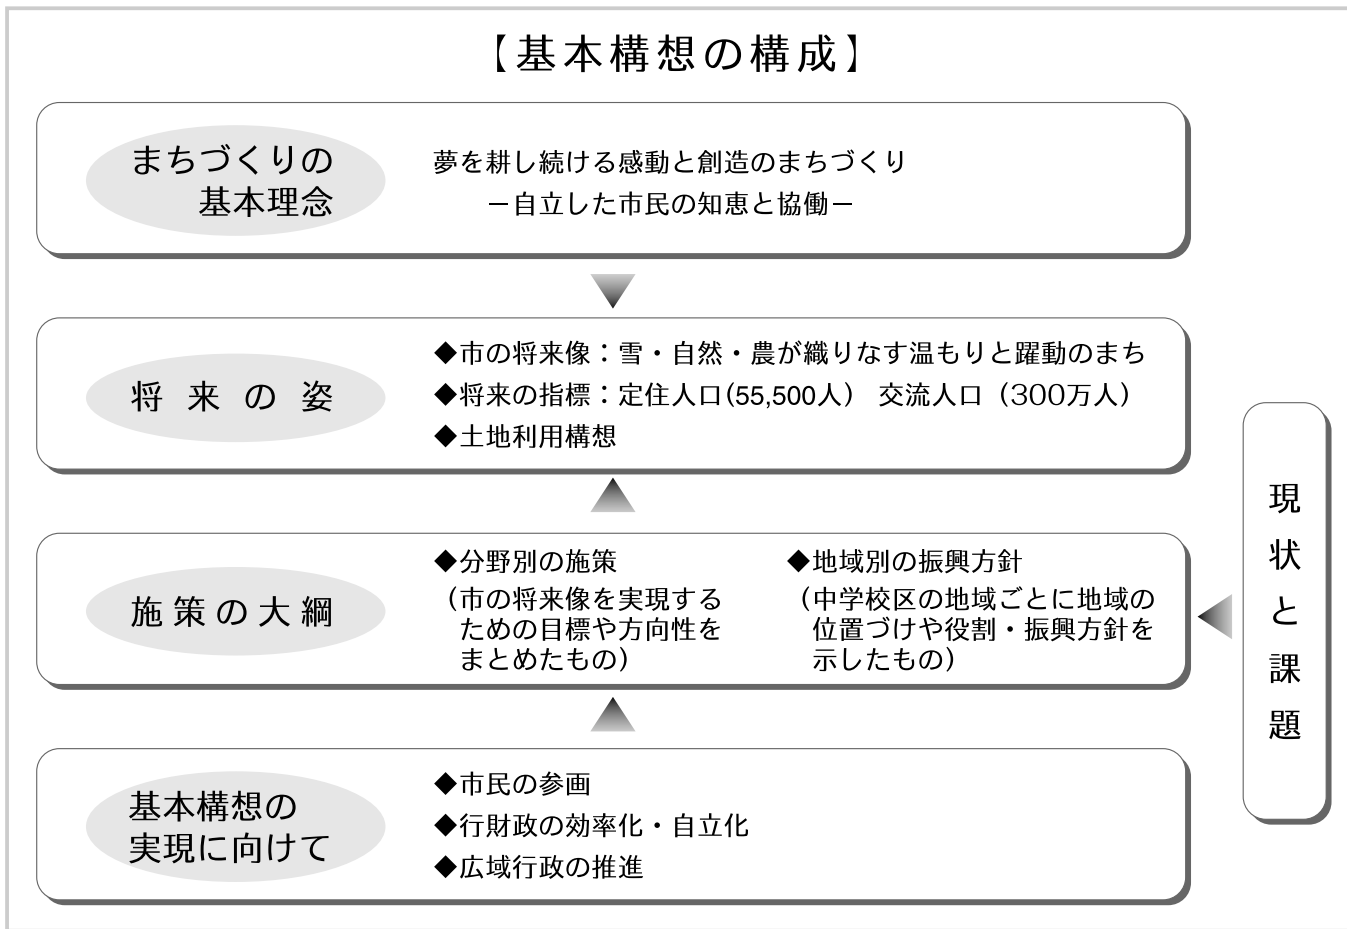 【基本構想の構成】
まちづくりの
基本理念
夢を耕し続ける感動と創造のまちづくり
－自立した市民の知恵と協働－
将来の姿
◆市の将来像：雪・自然・農が織りなす温もりと躍動のまち
◆将来の指標：定住人口(55,500人） 交流人口（300万人）
◆土地利用構想
施策の大綱
◆分野別の施策
（市の将来像を実現する
ための目標や方向性を
まとめたもの）
◆地域別の振興方針
（中学校区の地域ごとに地域の
位置づけや役割・振興方針を
示したもの）
基本構想の
実現に向けて
◆市民の参画
◆行財政の効率化・自立化
◆広域行政の推進
現状と課題